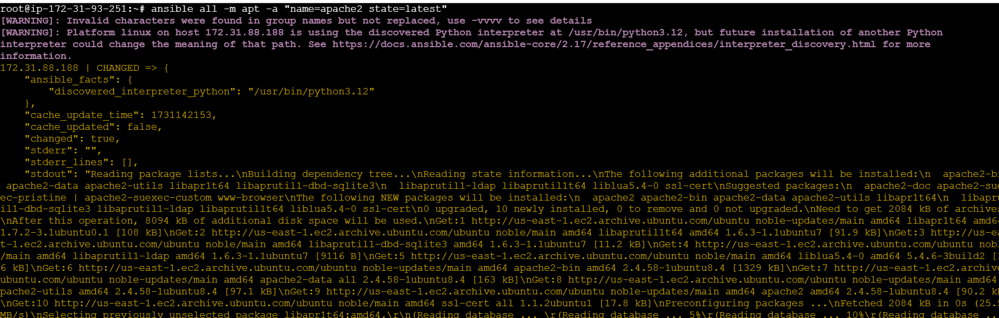 root@ip-172-31-93-251:~# ansible all -m apt -a "name=apache2 state=latest"
[WARNING]: Invalid characters were found in group names but not replaced, use -vvvv to see details
[WARNING]: Platform linux on host 172.31.88.188 is using the discovered Python interpreter at /usr/bin/python3.12, but future installation of another Python
interpreter could change the meaning of that path. See https://docs.ansible.com/ansible-core/2.17/reference_appendices/interpreter_discovery.html for more
information.
172.31.88.188 | CHANGED => {
    "ansible_facts": {
        "discovered_interpreter_python": "/usr/bin/python3.12"
    },
    "cache_update_time": 1731142153,
    "cache_updated": false,
    "changed": true,
    "stderr": "",
    "stderr_lines": [],
    "stdout": "Reading package lists...\nBuilding dependency tree...\nReading state information...\nThe following additional packages will be installed:\n  apache2-bi
 apache2-data apache2-utils libapr1t64 libaprutil1-dbd-sqlite3\n  libaprutil1-ldap libaprutil1t64 liblua5.4-0 ssl-cert\nSuggested packages:\n  apache2-doc apache2-sue
ec-pristine | apache2-suexec-custom www-browser\nThe following NEW packages will be installed:\n  apache2 apache2-bin apache2-data apache2-utils libapr1t64\n  libapru
il1-dbd-sqlite3 libaprutil1-ldap libaprutil1t64 liblua5.4-0 ssl-cert\n0 upgraded, 10 newly installed, 0 to remove and 0 not upgraded.\nNeed to get 2084 kB of archives
\nAfter this operation, 8094 kB of additional disk space will be used.\nGet:1 http://us-east-1.ec2.archive.ubuntu.com/ubuntu noble-updates/main amd64 libapr1t64 amd64
1.7.2-3.1ubuntu0.1 [108 kB]\nGet:2 http://us-east-1.ec2.archive.ubuntu.com/ubuntu noble/main amd64 libaprutil1t64 amd64 1.6.3-1.1ubuntu7 [91.9 kB]\nGet:3 http://us-ea
t-1.ec2.archive.ubuntu.com/ubuntu noble/main amd64 libaprutil1-dbd-sqlite3 amd64 1.6.3-1.1ubuntu7 [11.2 kB]\nGet:4 http://us-east-1.ec2.archive.ubuntu.com/ubuntu nobl
/main amd64 libaprutil1-ldap amd64 1.6.3-1.1ubuntu7 [9116 B]\nGet:5 http://us-east-1.ec2.archive.ubuntu.com/ubuntu noble/main amd64 liblua5.4-0 amd64 5.4.6-3build2 [1
6 kB]\nGet:6 http://us-east-1.ec2.archive.ubuntu.com/ubuntu noble-updates/main amd64 apache2-bin amd64 2.4.58-1ubuntu8.4 [1329 kB]\nGet:7 http://us-east-1.ec2.archive
ubuntu.com/ubuntu noble-updates/main amd64 apache2-data all 2.4.58-1ubuntu8.4 [163 kB]\nGet:8 http://us-east-1.ec2.archive.ubuntu.com/ubuntu noble-updates/main amd64
pache2-utils amd64 2.4.58-1ubuntu8.4 [97.1 kB]\nGet:9 http://us-east-1.ec2.archive.ubuntu.com/ubuntu noble-updates/main amd64 apache2 amd64 2.4.58-1ubuntu8.4 [90.2 kB
\nGet:10 http://us-east-1.ec2.archive.ubuntu.com/ubuntu noble/main amd64 ssl-cert all 1.1.2ubuntu1 [17.8 kB]\nPreconfiguring packages ...\nFetched 2084 kB in 0s (25.5
MB/s)\nSelecting previously unselected package libapr1t64:amd64.\r\n(Reading database ... \r(Reading database ... 5%\r(Reading database ... 10%\r(Reading database ..